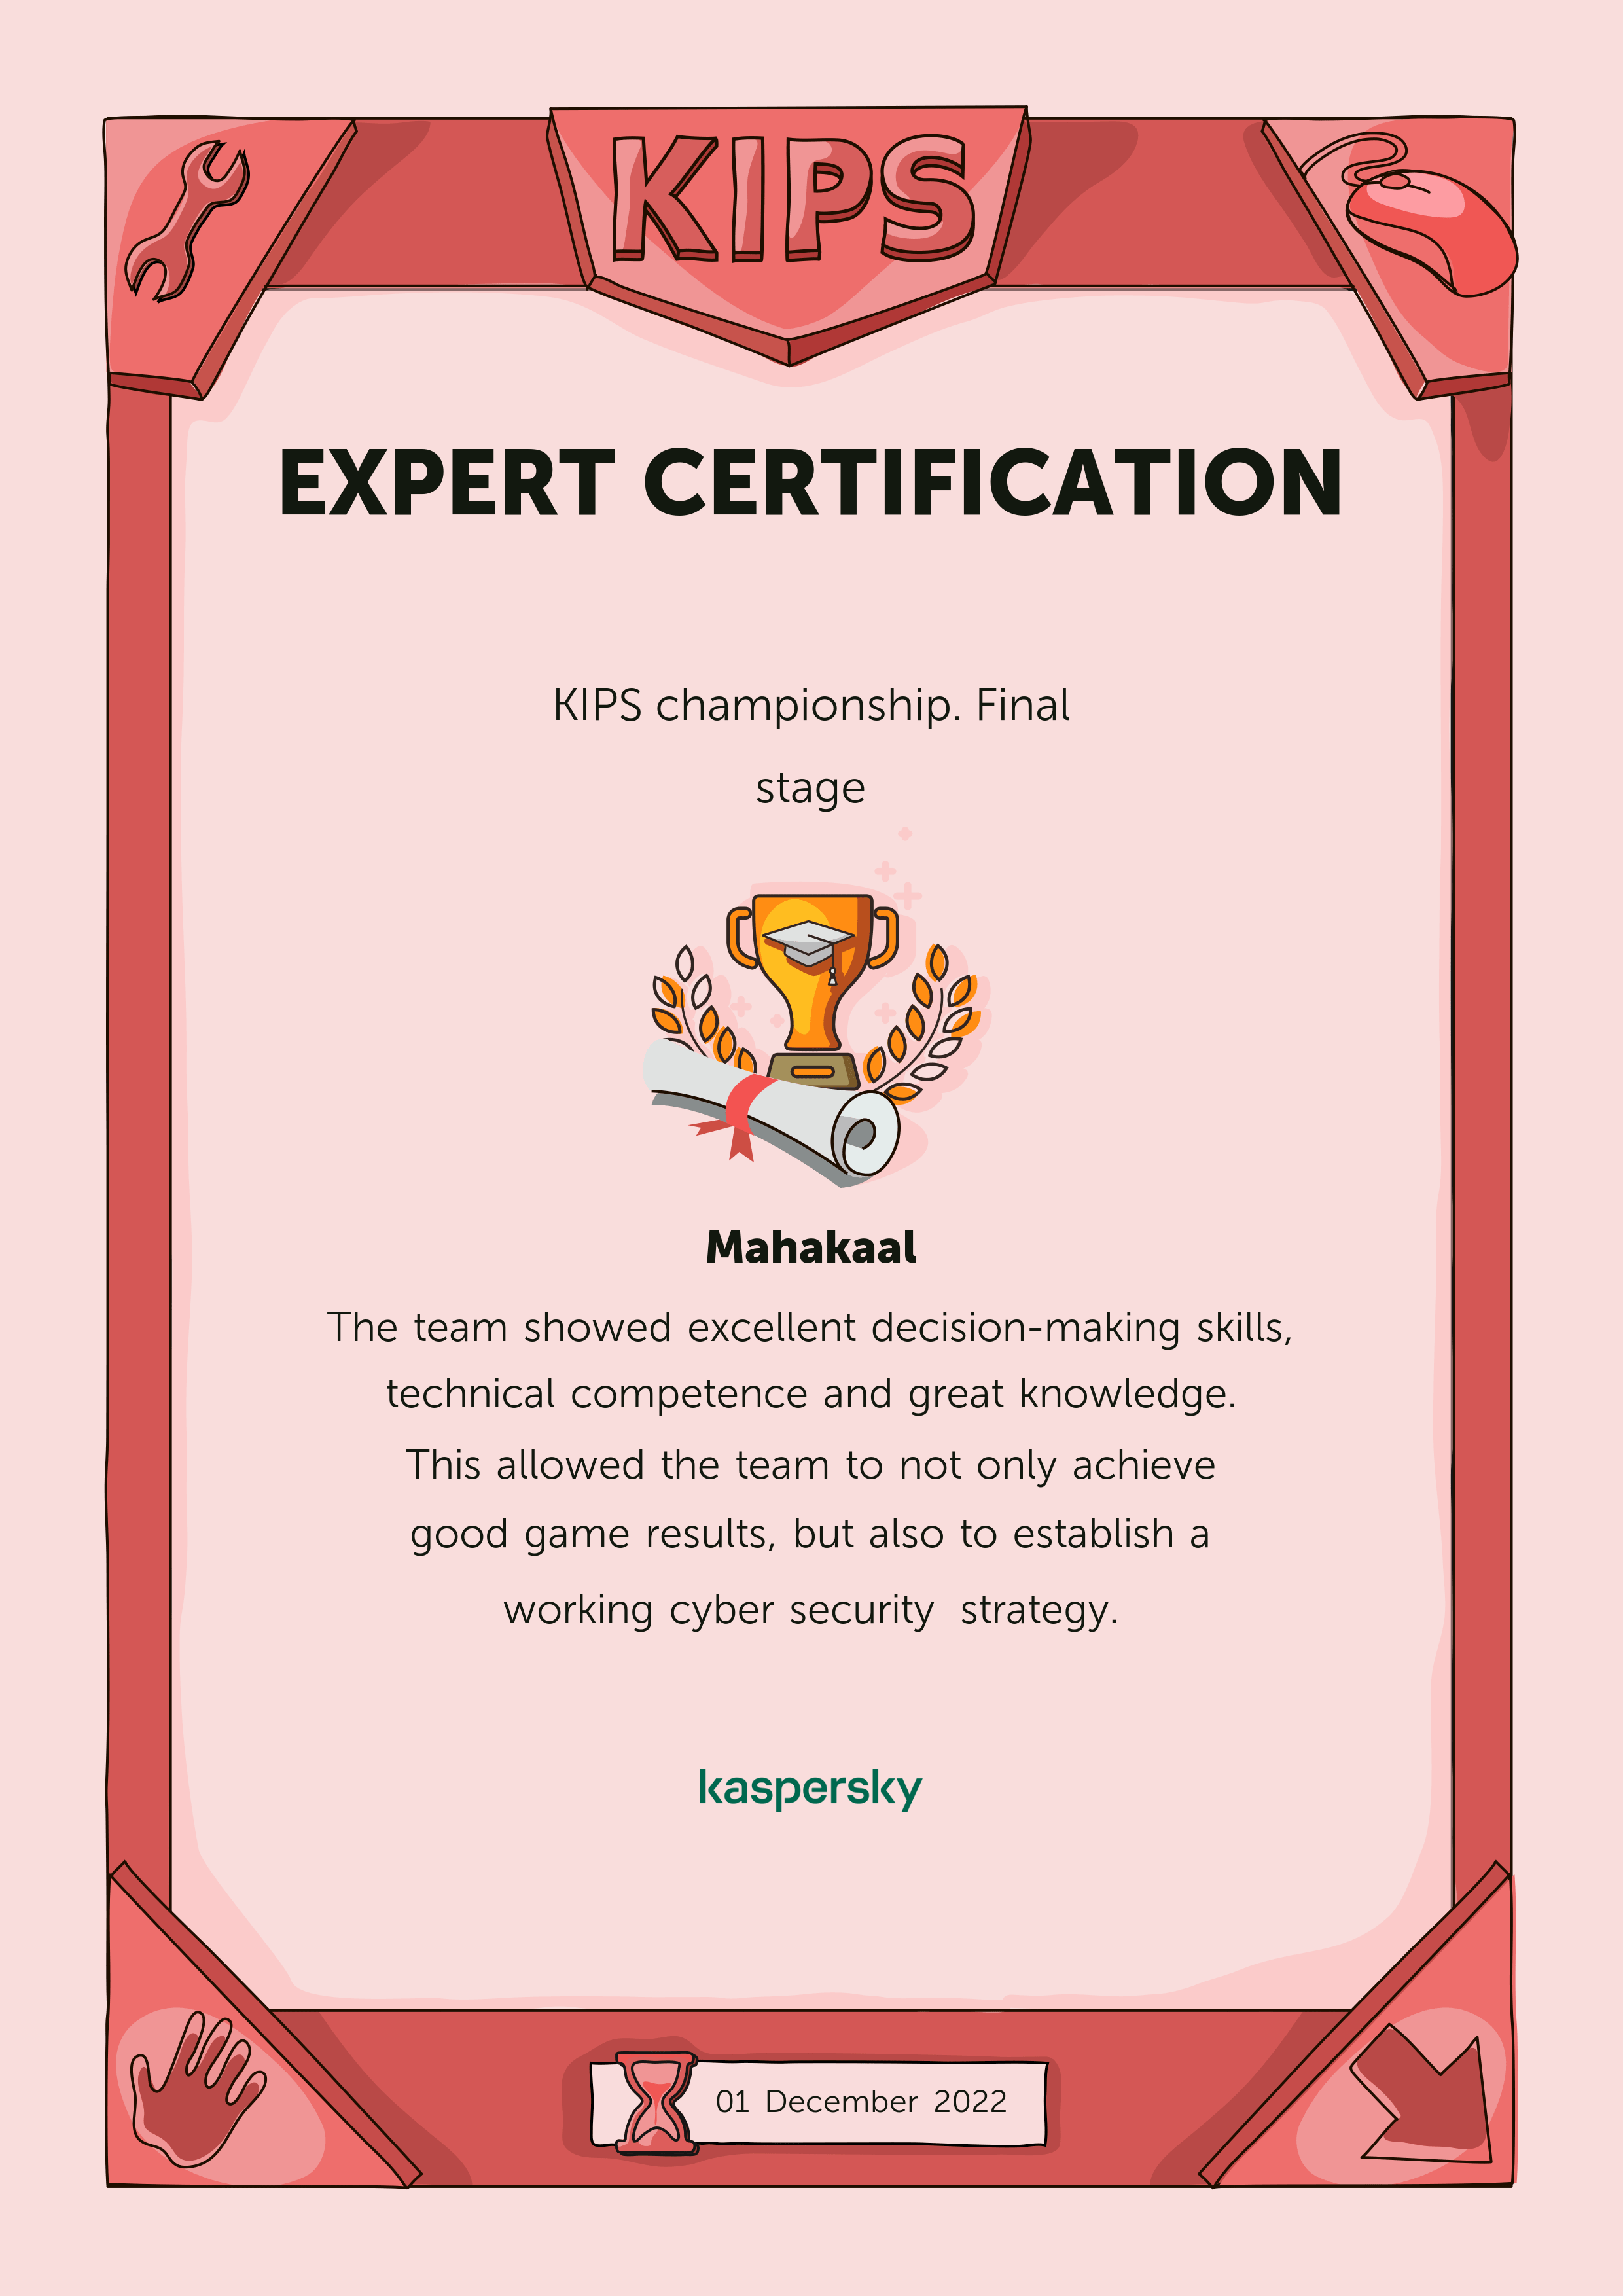 KIPS
EXPERT CERTIFICATION
KIPS championship. Final
stage
Mahakaal
The team showed excellent decision-making skills,
technical competence and great knowledge.
This allowed the team to not only achieve
good game results, but also to establish a
working cyber security  strategy.
kaspersky
01 December 2022